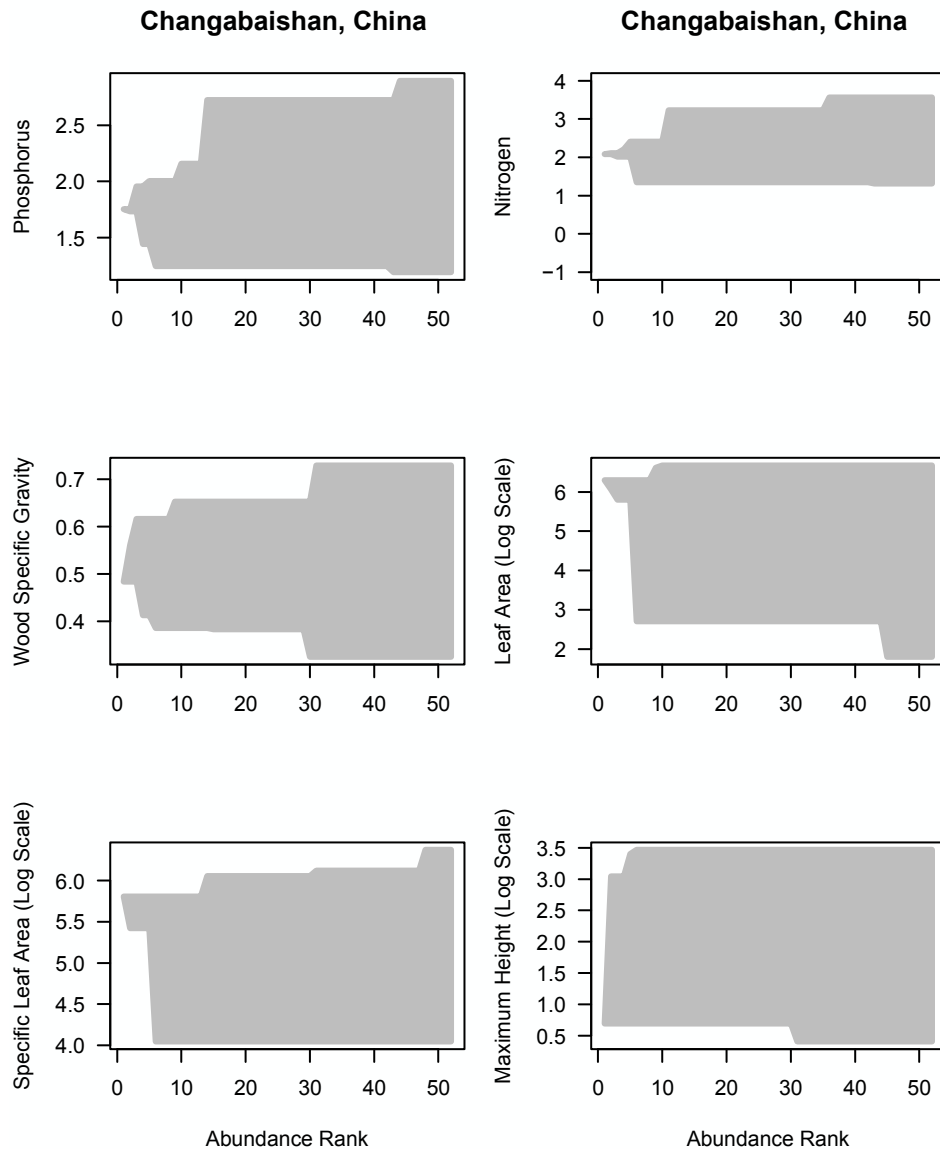 Changabaishan, China
Changabaishan, China
Phosphorus
2.5
2.0
1.5
0 10 20 30 40 50
Nitrogen
4
3
2
1
0
−1
0 10 20 30 40 50
Wood Specific Gravity
0.7
0.6
0.5
0.4
0 10 20 30 40 50
Leaf Area (Log Scale)
6
5
4
3
2
0 10 20 30 40 50
Specific Leaf Area (Log Scale)
6.0
5.5
5.0
4.5
4.0
0 10 20 30 40 50
Abundance Rank
Maximum Height (Log Scale)
3.5
3.0
2.5
2.0
1.5
1.0
0.5
0 10 20 30 40 50
Abundance Rank